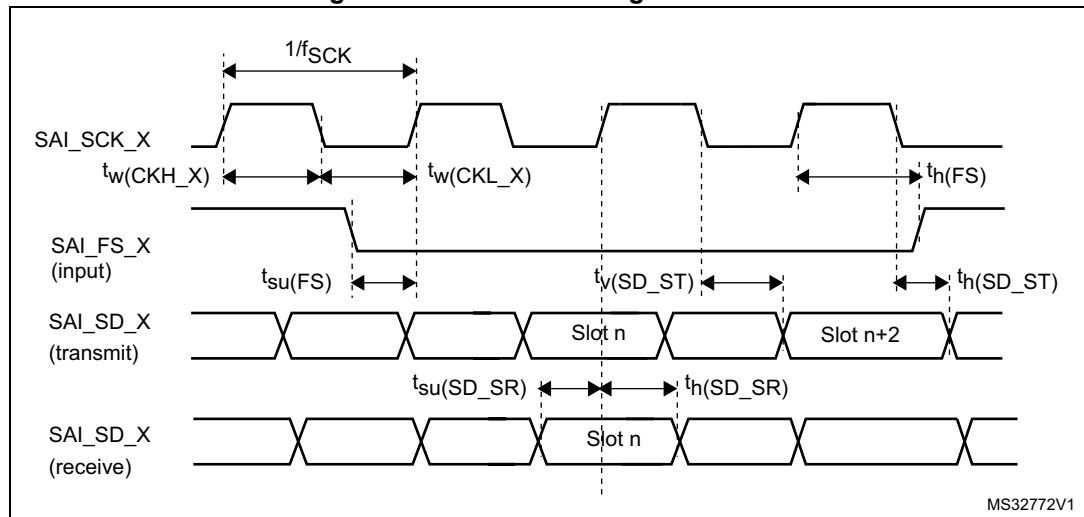 1/fSCK
SAI_SCK_X
tw(CKH_X) tw(CKL_X) th(FS)
SAI_FS_X
(input)
tsu(FS) tv(SD_ST) th(SD_ST)
SAI_SD_X
(transmit)
Slot n Slot n+2
tsu(SD_SR) th(SD_SR)
SAI_SD_X
(receive)
Slot n
MS32772V1